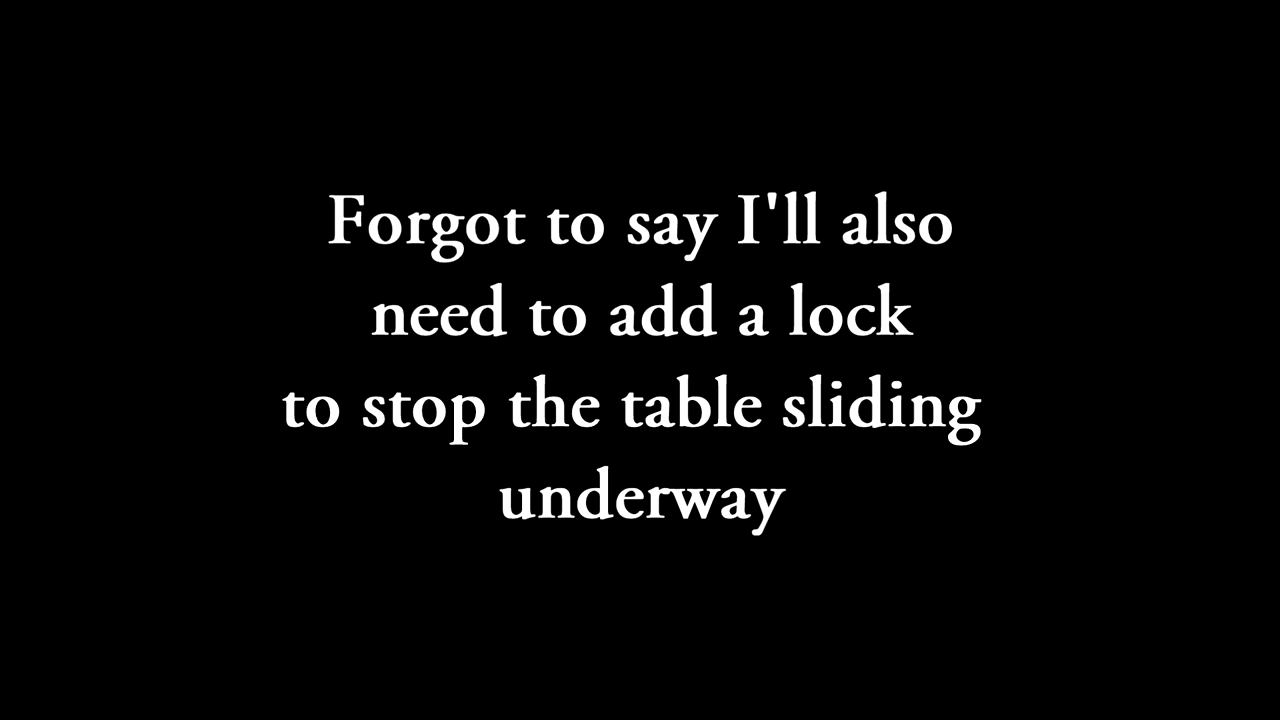 Forgot to say I'll also
need to add a lock
to stop the table sliding
underway